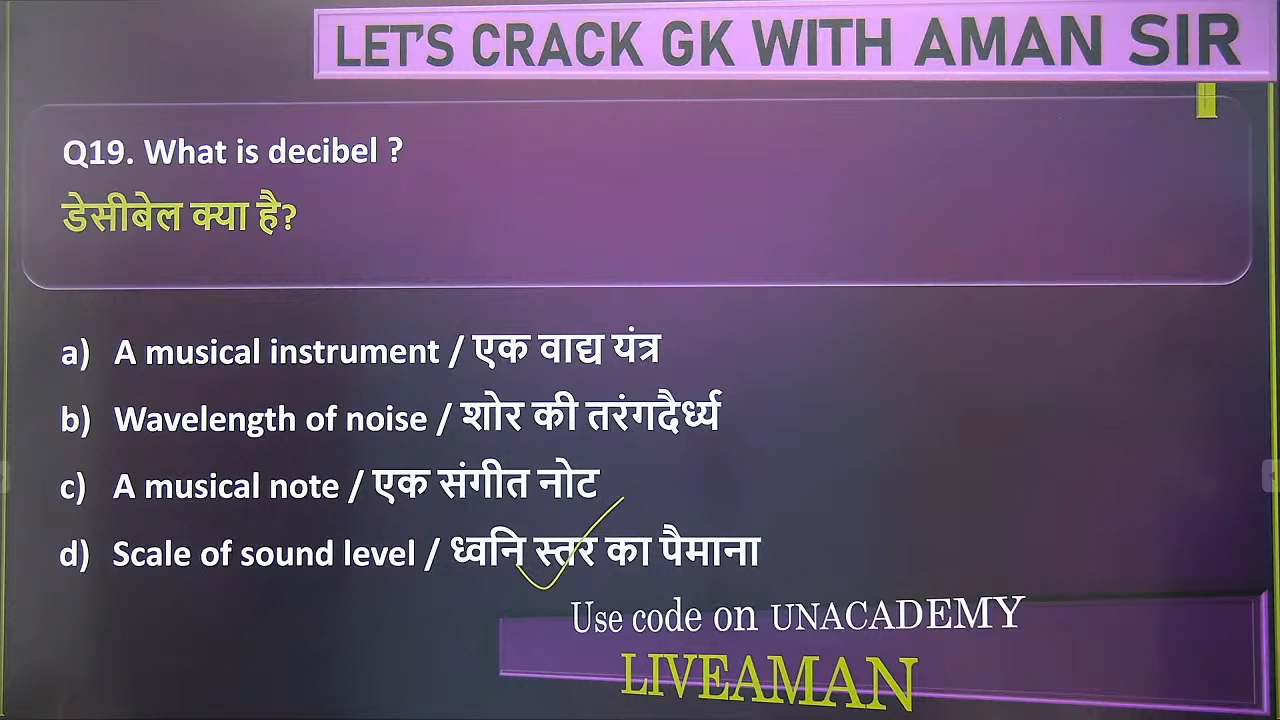 LET'S CRACK GK WITH AMAN SIR
Q19. What is decibel ?
डेसीबेल क्या है?
a) A musical instrument / एक वाद्य यंत्र
b) Wavelength of noise / शोर की तरंगदैर्ध्य
c) A musical note / एक संगीत नोट
d) Scale of sound level / ध्वनि स्तर का पैमाना
Use code on UNACADEMY
LIVEAMAN